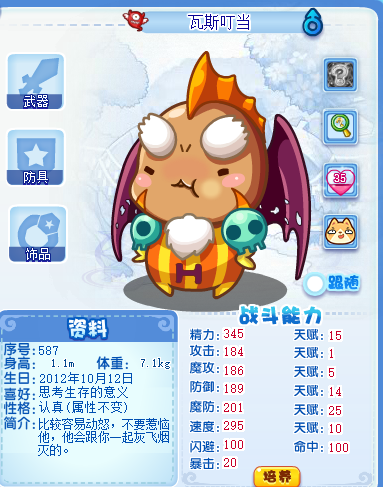 瓦斯叮当
武器
防具
饰品
35
跟随
资料
序号:587
身高: 1.1m 体重: 7.1kg
生日:2012年10月12日
喜好:思考生存的意义
性格:认真(属性不变)
简介:比较容易动怒,不要惹恼
他,他会跟你一起灰飞烟
灭的。
战斗能力
精力:345 天赋:15
攻击:184 天赋:1
魔攻:186 天赋:5
防御:189 天赋:14
魔防:201 天赋:25
速度:295 天赋:10
闪避:100 命中:100
暴击:20
培养
H